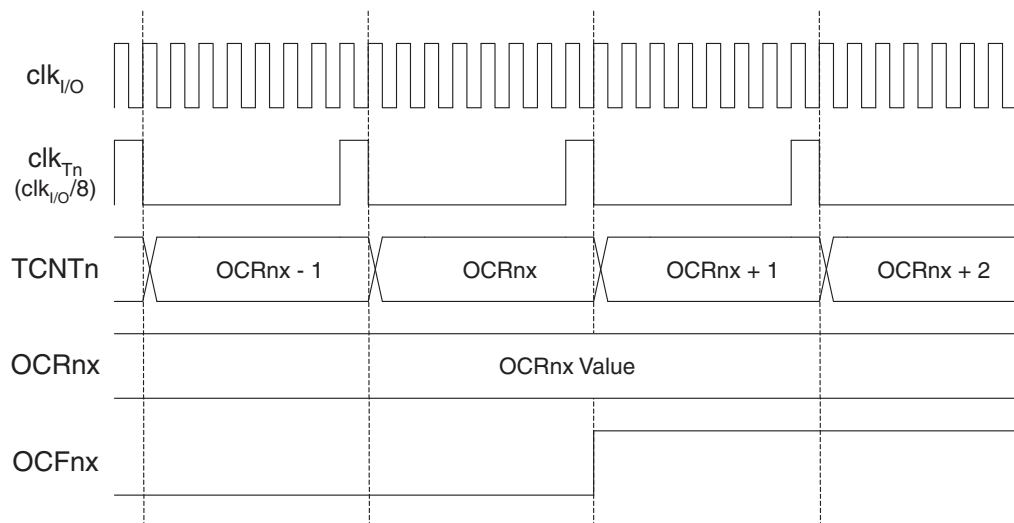 clkI/O
clkTn
(clkI/O/8)
TCNTn
OCRnx - 1
OCRnx
OCRnx + 1
OCRnx + 2
OCRnx
OCRnx Value
OCFnx